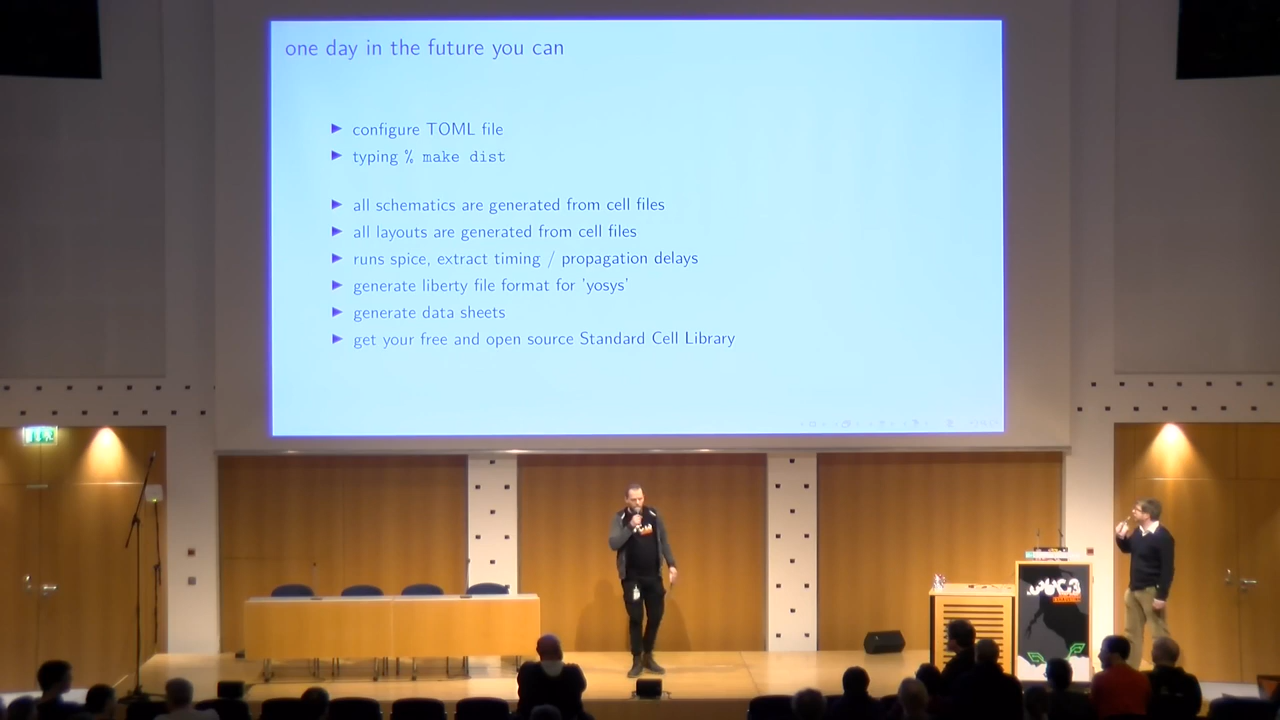 one day in the future you can
configure TOML file
typing % make dist
all schematics are generated from cell files
all layouts are generated from cell files
runs spice, extract timing / propagation delays
generate liberty file format for 'yosys'
generate data sheets
get your free and open source Standard Cell Library